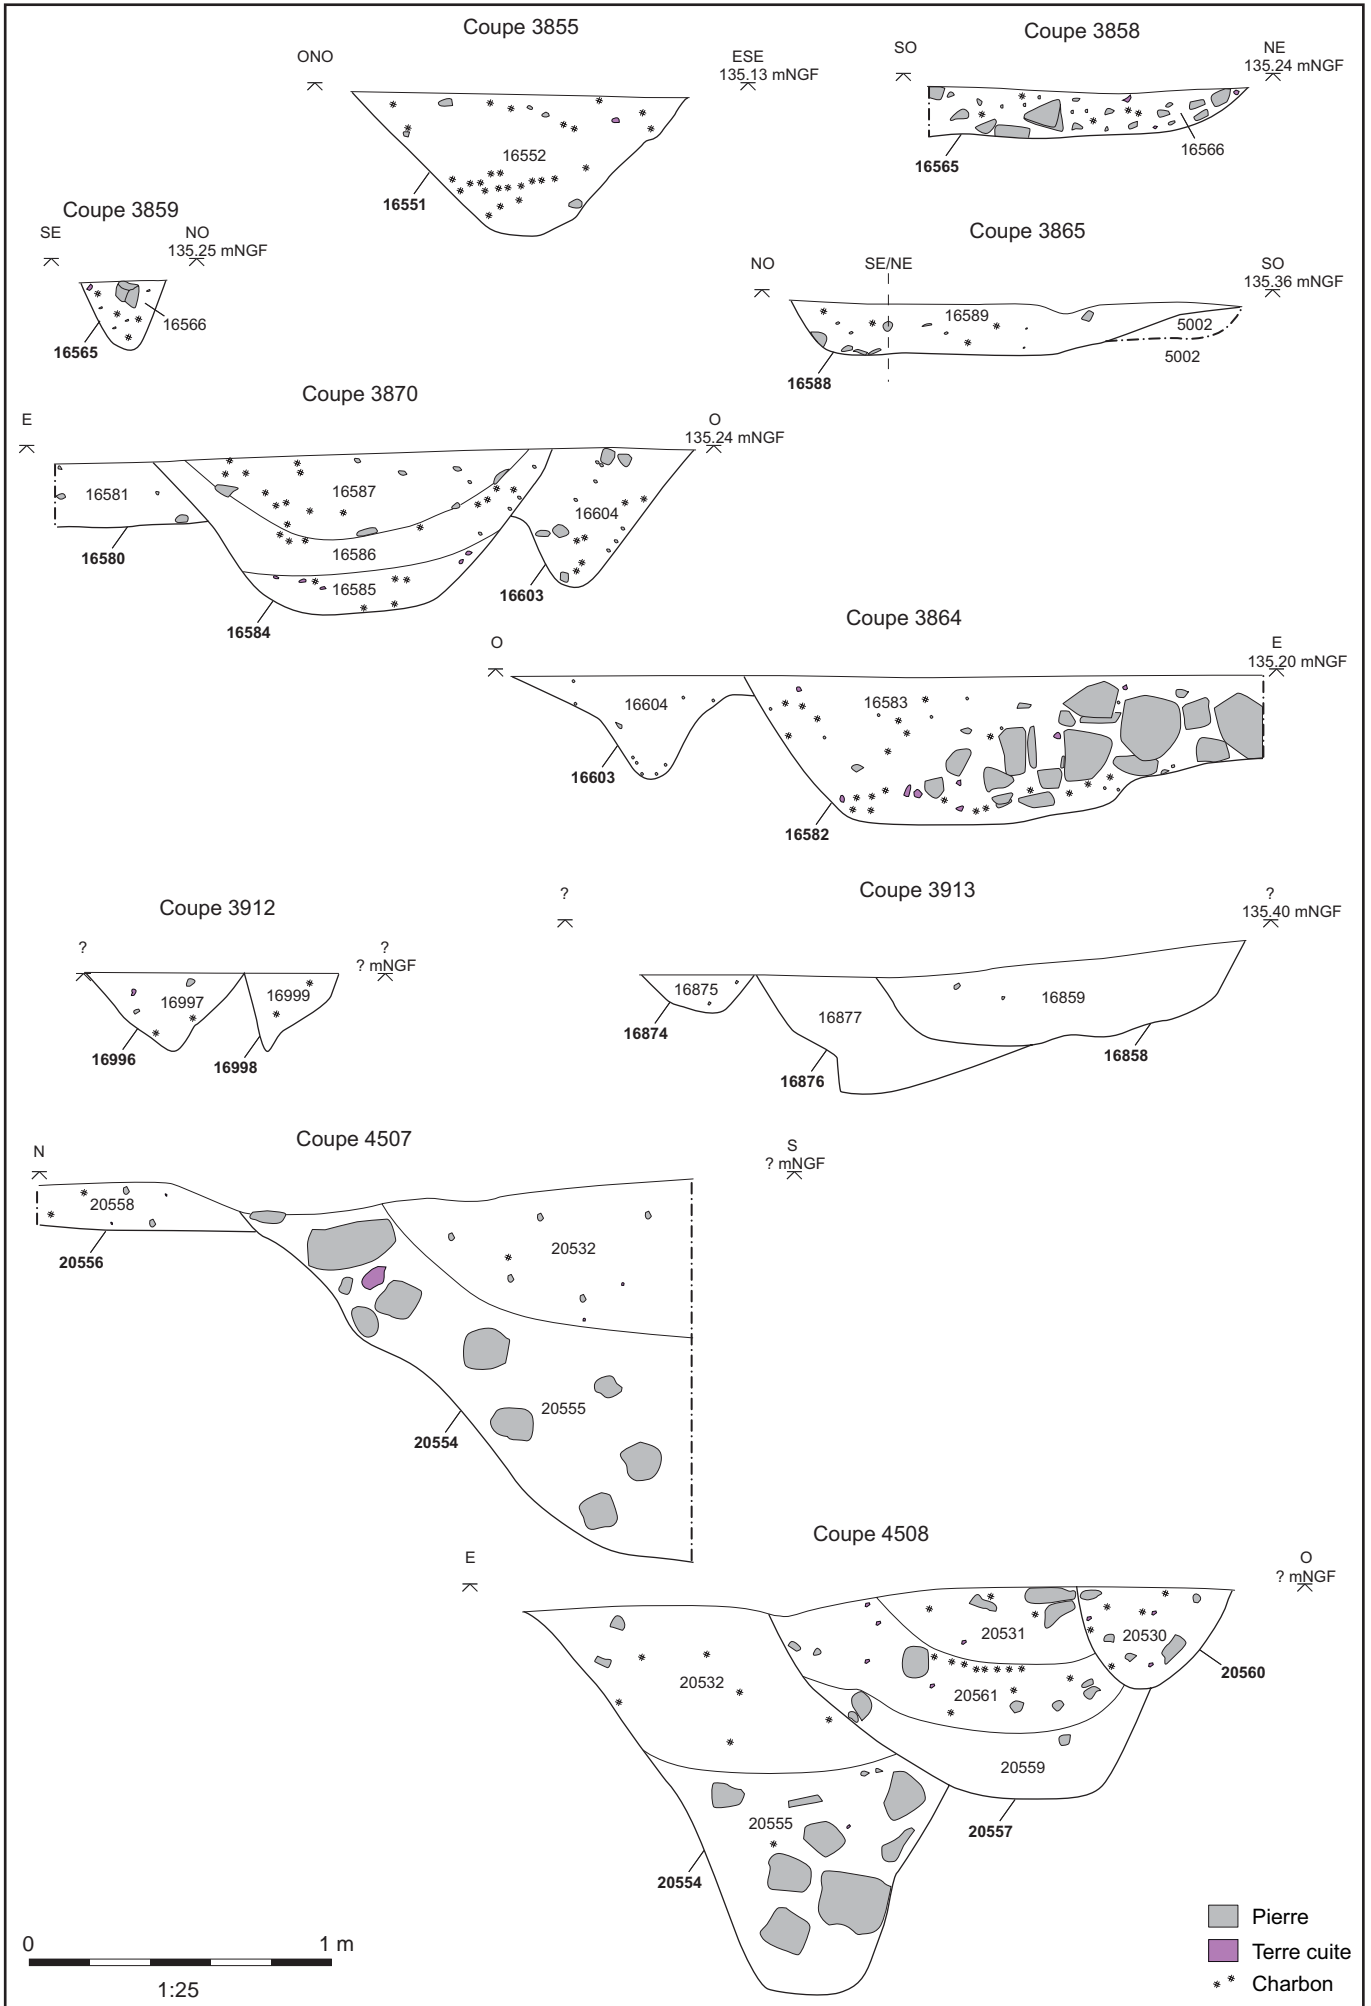 Coupe 3855
ONO
ESE
135.13 mNGF
16552
16551
Coupe 3858
SO
NE
135.24 mNGF
16565
16566
Coupe 3859
SE
NO
135.25 mNGF
16566
16565
Coupe 3865
NO
SE/NE
SO
135.36 mNGF
16589
5002
5002
16588
Coupe 3870
E
O
135.24 mNGF
16581
16587
16604
16586
16585
16580
16603
16584
Coupe 3864
O
E
135.20 mNGF
16604
16583
16603
16582
Coupe 3912
?
?
? mNGF
16997
16999
16996
16998
Coupe 3913
?
?
135.40 mNGF
16875
16877
16859
16874
16876
16858
Coupe 4507
N
S
? mNGF
20558
20532
20556
20555
20554
Coupe 4508
E
O
? mNGF
20531
20530
20532
20561
20560
20559
20555
20557
20554
0 1 m
1:25
Pierre
Terre cuite
Charbon